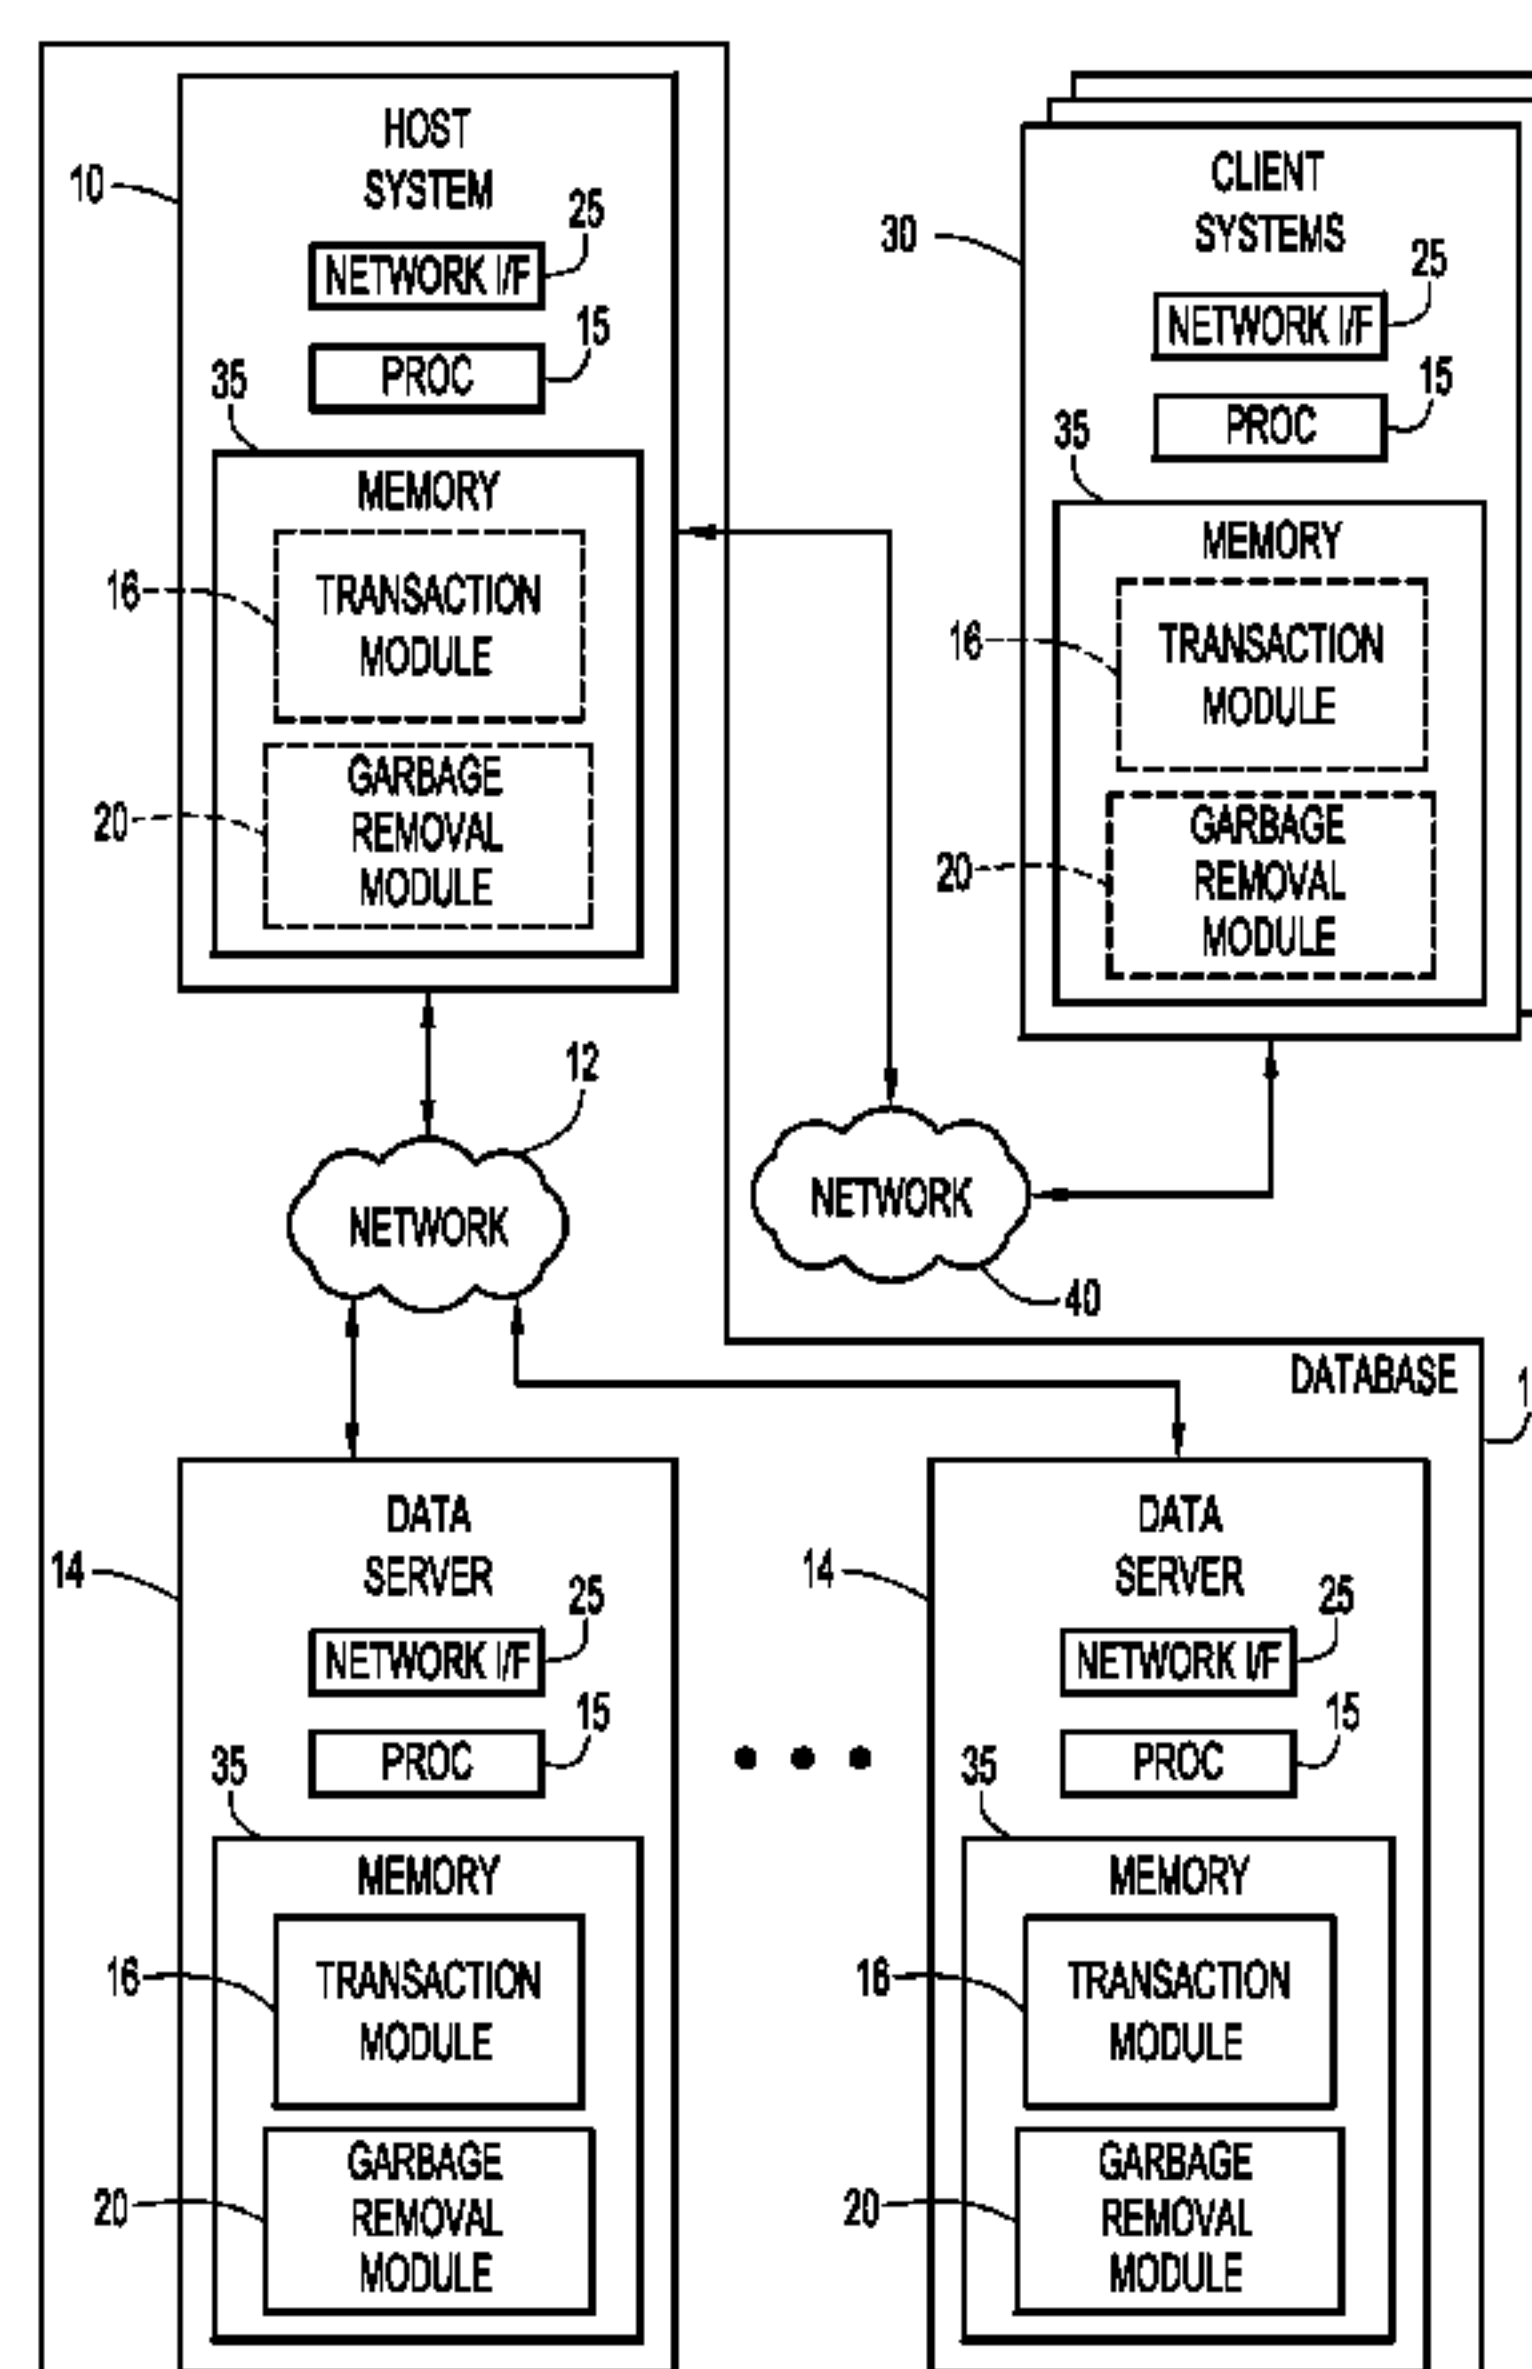 HOST
SYSTEM
10
25
NETWORK I/F
15
PROC
35
MEMORY
16
TRANSACTION
MODULE
20
GARBAGE
REMOVAL
MODULE
CLIENT
SYSTEMS
30
25
NETWORK I/F
15
PROC
35
MEMORY
16
TRANSACTION
MODULE
20
GARBAGE
REMOVAL
MODULE
12
NETWORK
NETWORK
40
DATABASE
DATA
SERVER
14
25
NETWORK I/F
15
PROC
35
MEMORY
16
TRANSACTION
MODULE
20
GARBAGE
REMOVAL
MODULE
DATA
SERVER
14
25
NETWORK I/F
15
PROC
35
MEMORY
16
TRANSACTION
MODULE
20
GARBAGE
REMOVAL
MODULE